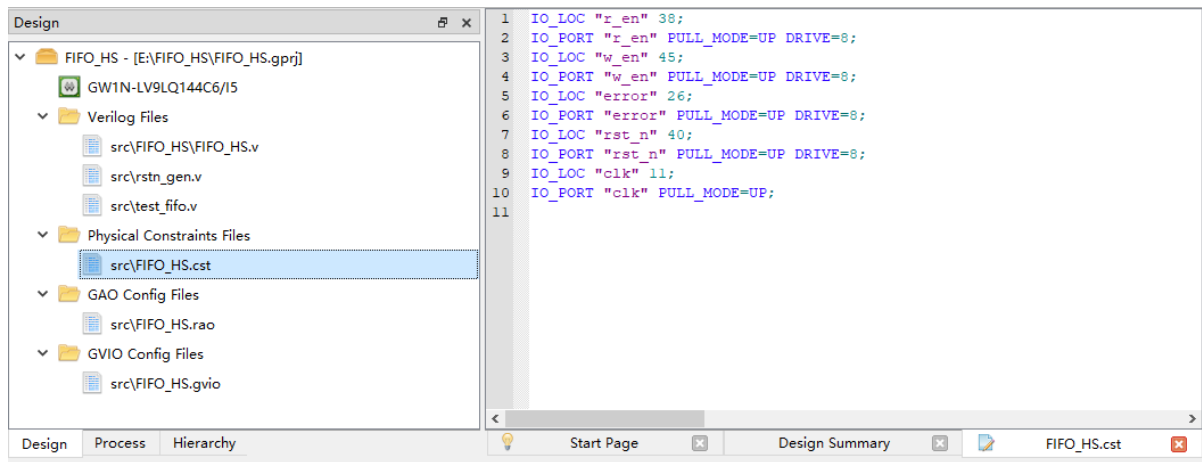 Design
FIFO_HS - [E:\FIFO_HS\FIFO_HS.gprj]
GW1N-LV9LQ144C6/I5
Verilog Files
src\FIFO_HS\FIFO_HS.v
src\rstn_gen.v
src\test_fifo.v
Physical Constraints Files
src\FIFO_HS.cst
GAO Config Files
src\FIFO_HS.rao
GVIO Config Files
src\FIFO_HS.gvio
Design Process Hierarchy
1 IO_LOC "r_en" 38;
2 IO_PORT "r_en" PULL_MODE=UP DRIVE=8;
3 IO_LOC "w_en" 45;
4 IO_PORT "w_en" PULL_MODE=UP DRIVE=8;
5 IO_LOC "error" 26;
6 IO_PORT "error" PULL_MODE=UP DRIVE=8;
7 IO_LOC "rst_n" 40;
8 IO_PORT "rst_n" PULL_MODE=UP DRIVE=8;
9 IO_LOC "clk" 11;
10 IO_PORT "clk" PULL_MODE=UP;
11
Start Page Design Summary FIFO_HS.cst